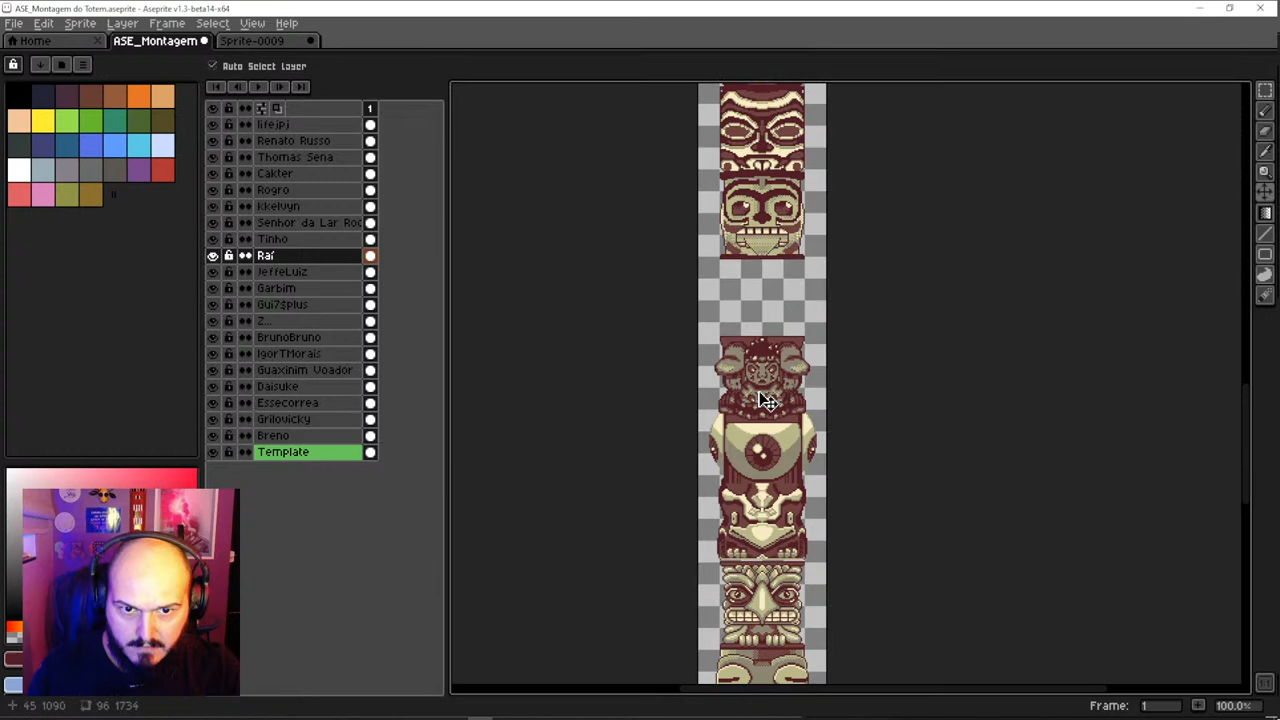 ASE_Montagem do Totem.aseprite - Aseprite v1.3-beta14-x64
File Edit Sprite Layer Frame Select View Help
Home ASE_Montagem Sprite-0009
Auto Select Layer
1
lifejpj
Renato Russo
Thomas Sena
Cakter
Rogro
kkelvyn
Senhor da Lar Roc
Tinho
Raí
JeffeLuiz
Garbim
Gui7$plus
Z...
BrunoBruno
IgorTMorais
Guaxinim Voador
Daisuke
Essecorrea
Grilovicky
Breno
Template
45 1090 96 1734 Frame: 1 100.0%